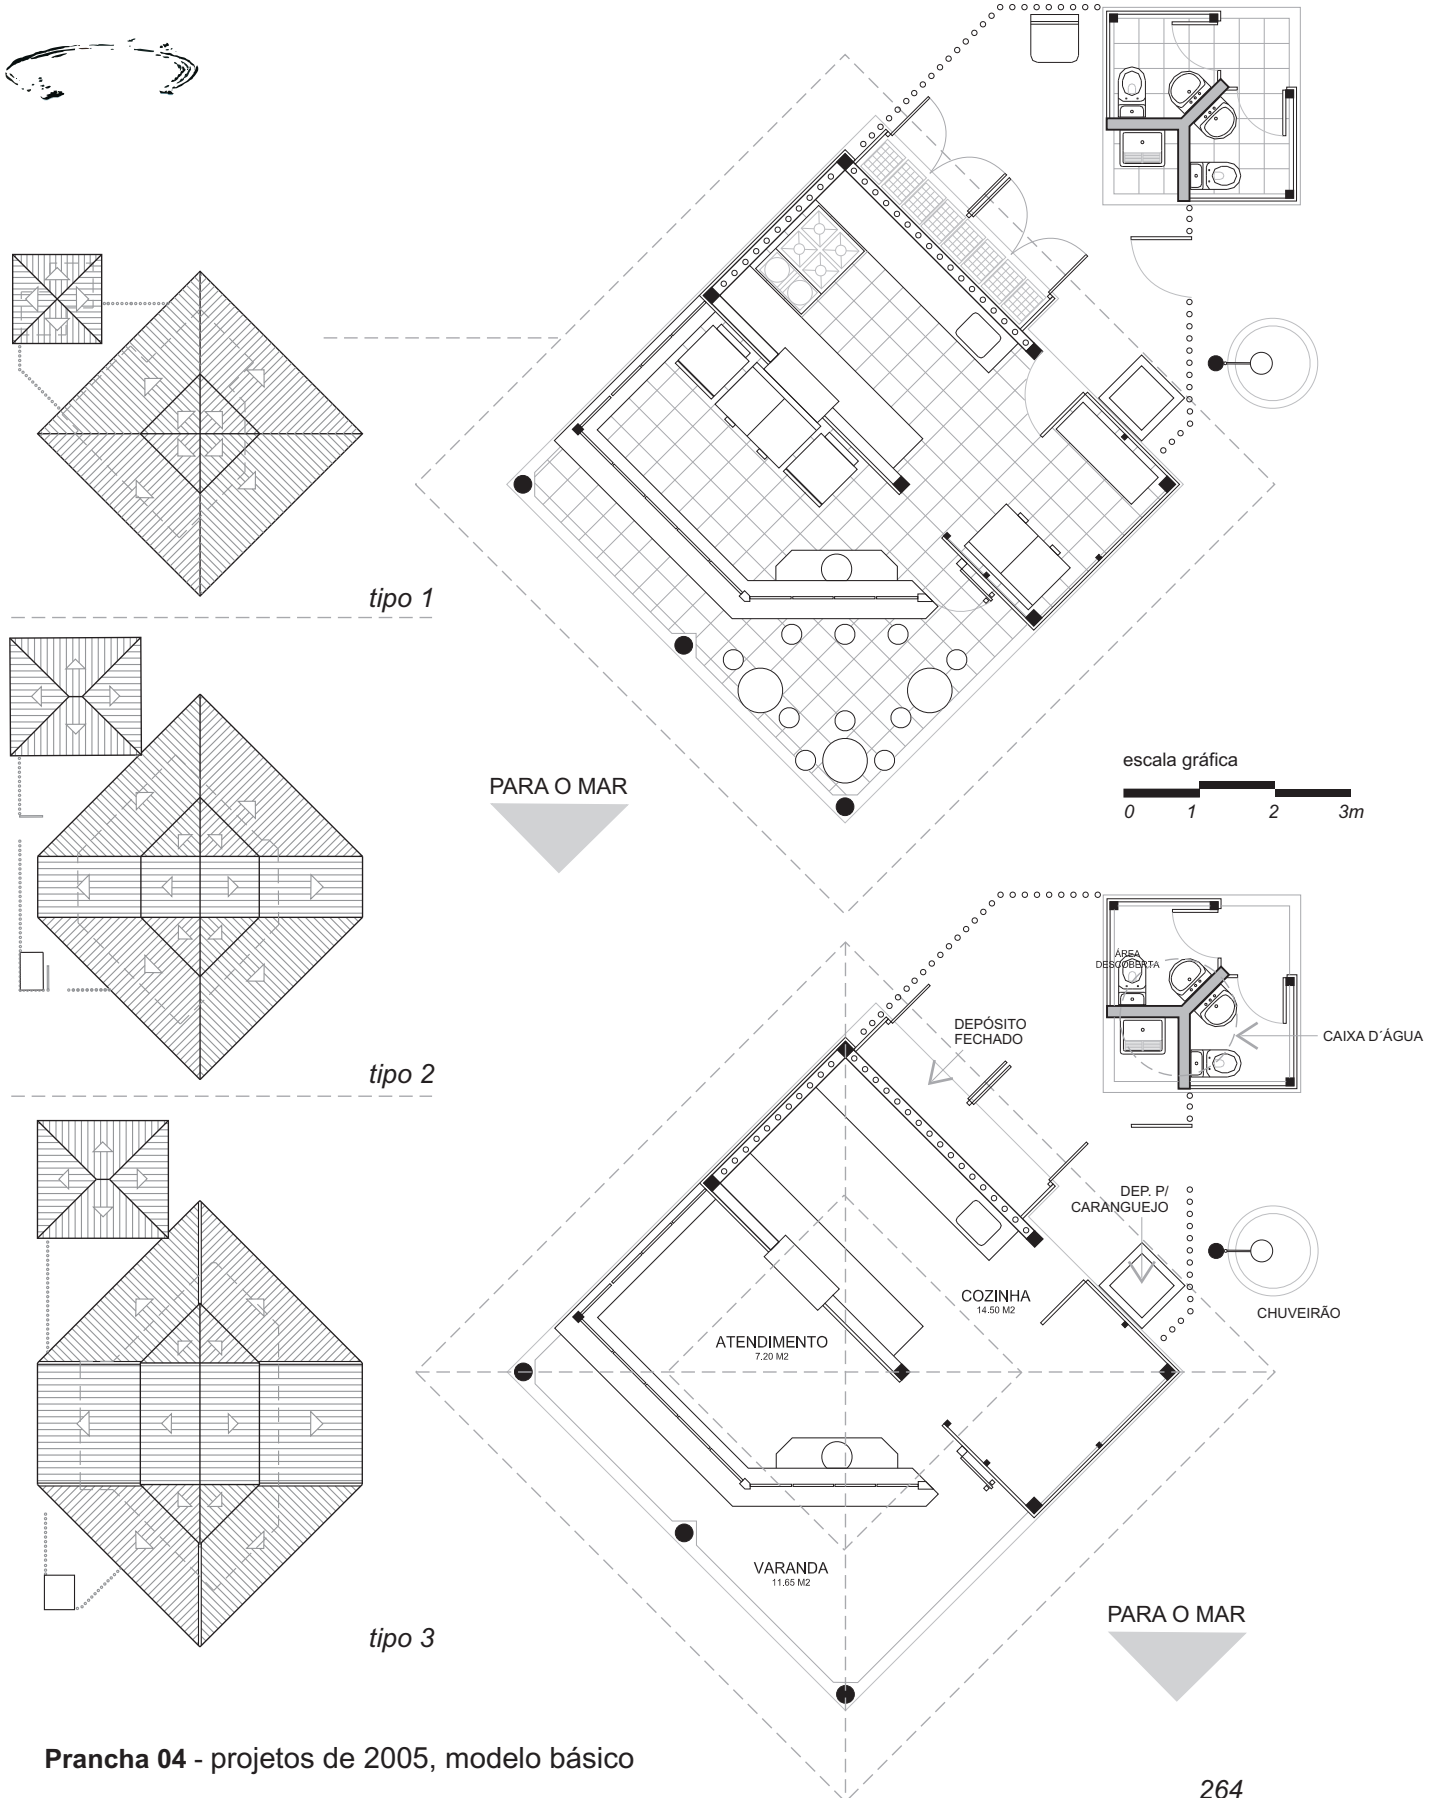 tipo 1
escala gráfica
0 1 2 3m
PARA O MAR
tipo 2
ÁREA
DESCOBERTA
DEPÓSITO
FECHADO
CAIXA D´ÁGUA
DEP. P/
CARANGUEJO
COZINHA
14.50 M2
CHUVEIRÃO
ATENDIMENTO
7.20 M2
VARANDA
11.65 M2
PARA O MAR
tipo 3
Prancha 04 - projetos de 2005, modelo básico
264